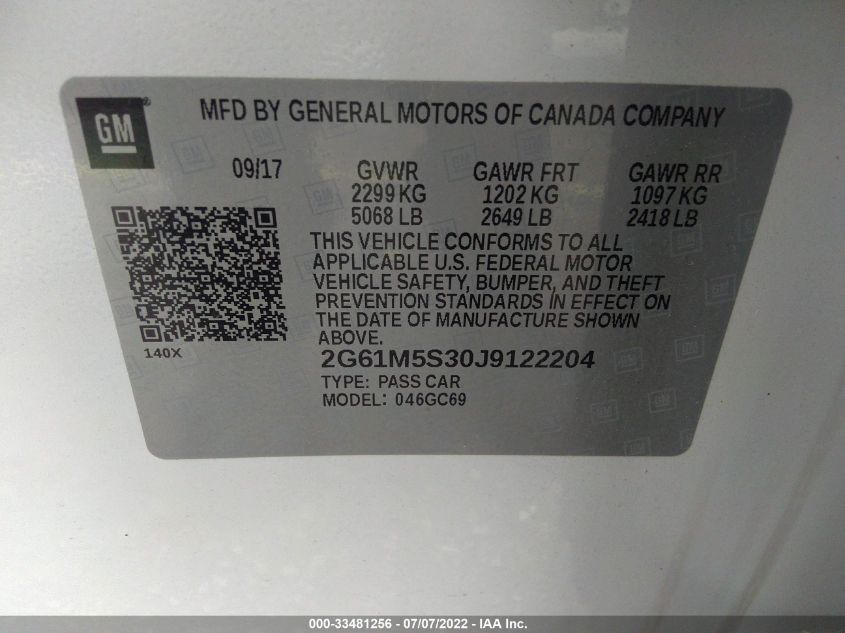 GM
MFD BY GENERAL MOTORS OF CANADA COMPANY
09/17 GVWR GAWR FRT GAWR RR
2299 KG 1202 KG 1097 KG
5068 LB 2649 LB 2418 LB
THIS VEHICLE CONFORMS TO ALL
APPLICABLE U.S. FEDERAL MOTOR
VEHICLE SAFETY, BUMPER, AND THEFT
PREVENTION STANDARDS IN EFFECT ON
THE DATE OF MANUFACTURE SHOWN
ABOVE.
140X
2G61M5S30J9122204
TYPE: PASS CAR
MODEL: 046GC69
000-33481256 - 07/07/2022 - IAA Inc.